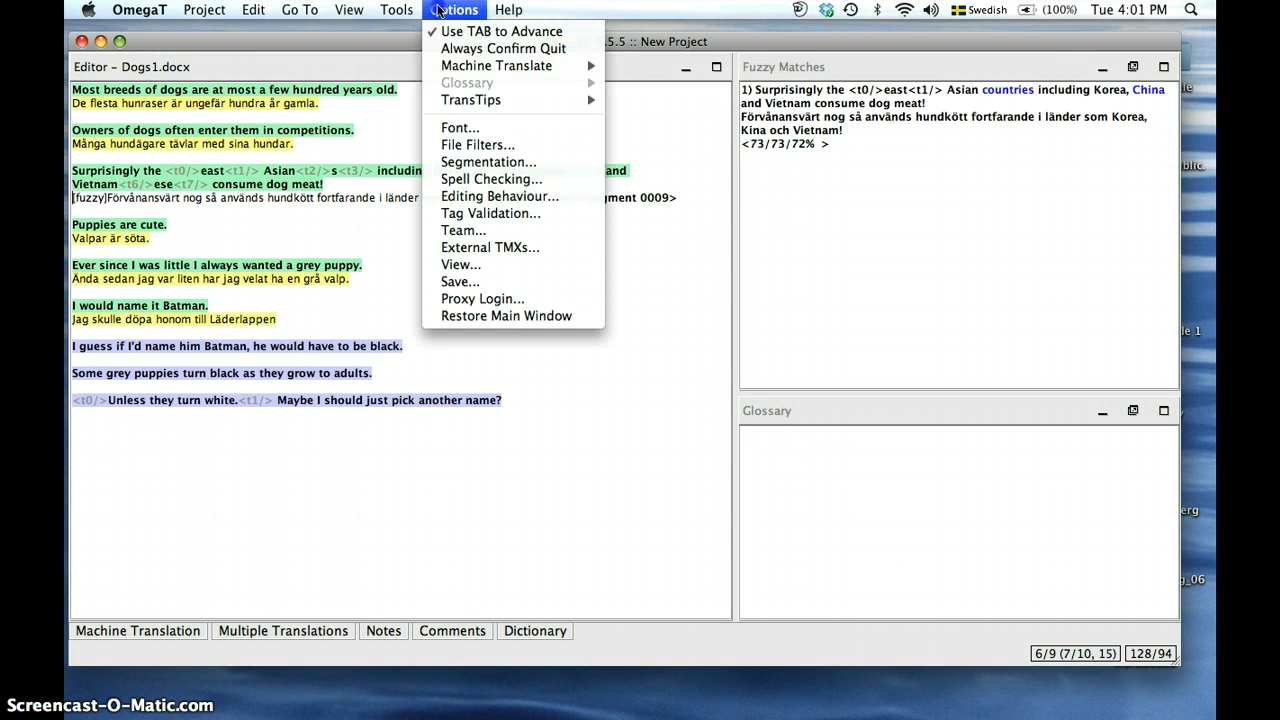 OmegaT Project Edit Go To View Tools Options Help
Swedish (100%) Tue 4:01 PM
5.5 :: New Project
Editor – Dogs1.docx
Most breeds of dogs are at most a few hundred years old.
De flesta hunraser är ungefär hundra år gamla.
Owners of dogs often enter them in competitions.
Många hundägare tävlar med sina hundar.
Surprisingly the <t0/>east<t1/> Asian<t2/>s<t3/> includin
and
Vietnam<t6/>ese<t7/> consume dog meat!
[fuzzy]Förvånansvärt nog så används hundkött fortfarande i länder
gment 0009>
Puppies are cute.
Valpar är söta.
Ever since I was little I always wanted a grey puppy.
Ända sedan jag var liten har jag velat ha en grå valp.
I would name it Batman.
Jag skulle döpa honom till Läderlappen
I guess if I'd name him Batman, he would have to be black.
Some grey puppies turn black as they grow to adults.
<t0/>Unless they turn white.<t1/> Maybe I should just pick another name?
Use TAB to Advance
Always Confirm Quit
Machine Translate
Glossary
TransTips
Font...
File Filters...
Segmentation...
Spell Checking...
Editing Behaviour...
Tag Validation...
Team...
External TMXs...
View...
Save...
Proxy Login...
Restore Main Window
Fuzzy Matches
1) Surprisingly the <t0/>east<t1/> Asian countries including Korea, China
and Vietnam consume dog meat!
Förvånansvärt nog så används hundkött fortfarande i länder som Korea,
Kina och Vietnam!
<73/73/72% >
Glossary
Machine Translation Multiple Translations Notes Comments Dictionary
6/9 (7/10, 15) 128/94
Screencast-O-Matic.com